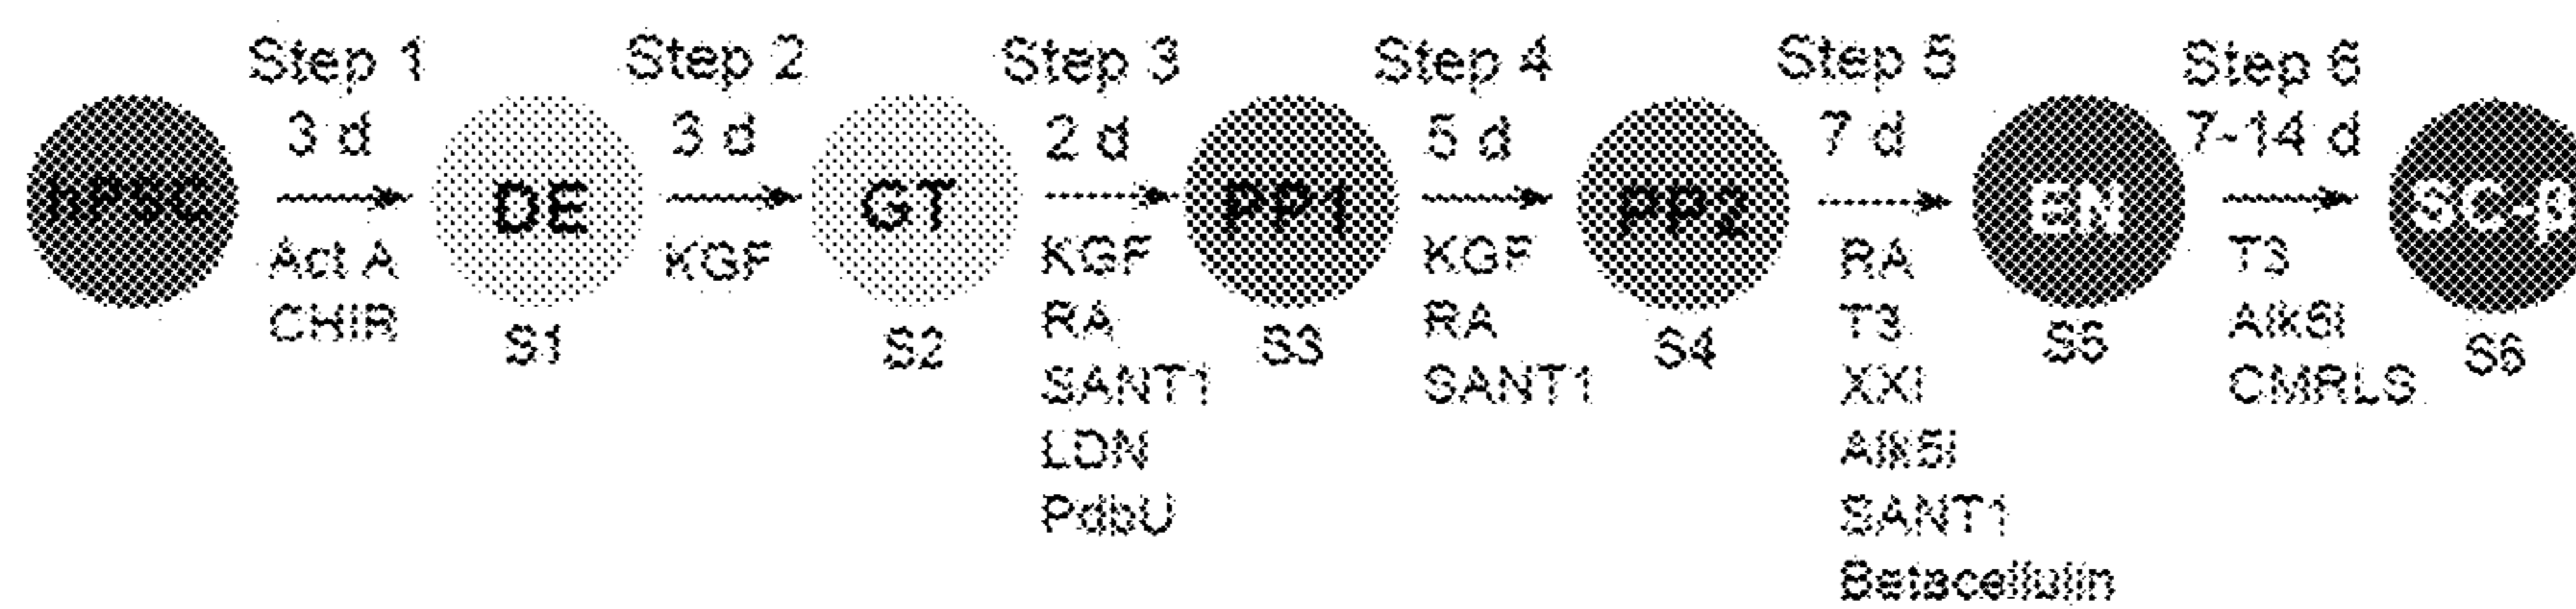 Step 1
Step 2
Step 3
Step 4
Step 5
Step 6
3 d
3 d
2 d
5 d
7 d
7-14 d
hPSC
DE
GT
PP1
PP2
EN
SC-β
Act A
CHIR
KGF
KGF
RA
SANT1
LDN
PdbU
KGF
RA
SANT1
RA
T3
XXI
Alk5i
SANT1
Betacellulin
T3
Alk5i
CMRLS
S1
S2
S3
S4
S5
S6